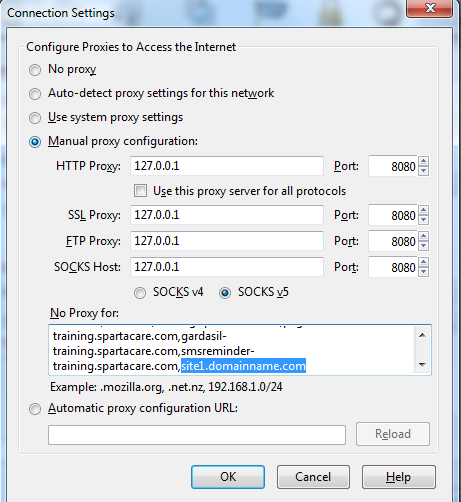 Connection Settings
Configure Proxies to Access the Internet
No proxy
Auto-detect proxy settings for this network
Use system proxy settings
Manual proxy configuration:
HTTP Proxy: 127.0.0.1 Port: 8080
Use this proxy server for all protocols
SSL Proxy: 127.0.0.1 Port: 8080
FTP Proxy: 127.0.0.1 Port: 8080
SOCKS Host: 127.0.0.1 Port: 8080
SOCKS v4 SOCKS v5
No Proxy for:
training.spartacare.com,gardasil-
training.spartacare.com,smsreminder-
training.spartacare.com,site1.domainname.com
Example: .mozilla.org, .net.nz, 192.168.1.0/24
Automatic proxy configuration URL:
Reload
OK Cancel Help